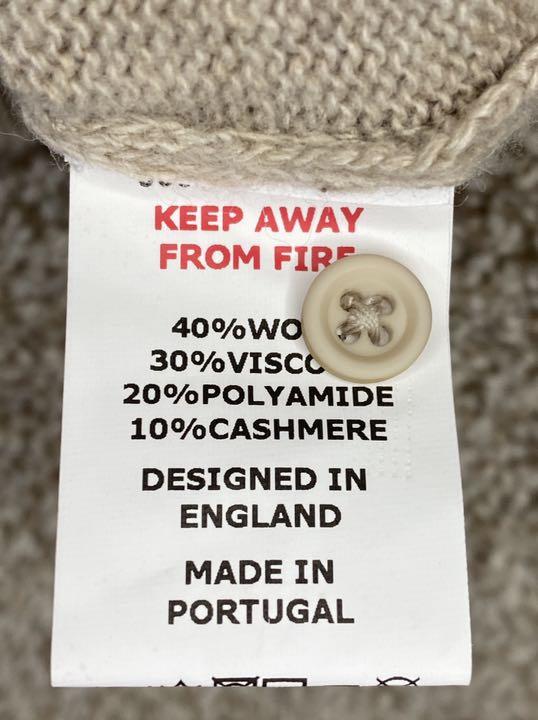 KEEP AWAY
FROM FIRE
40%WO
30%VISCO
20%POLYAMIDE
10%CASHMERE
DESIGNED IN
ENGLAND
MADE IN
PORTUGAL